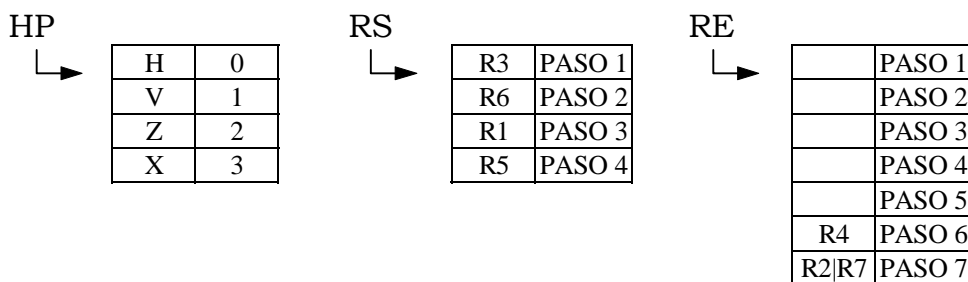 HP RS RE
H 0 R3 PASO 1 PASO 1
V 1 R6 PASO 2 PASO 2
Z 2 R1 PASO 3 PASO 3
X 3 R5 PASO 4 PASO 4
PASO 5
R4 PASO 6
R2|R7 PASO 7